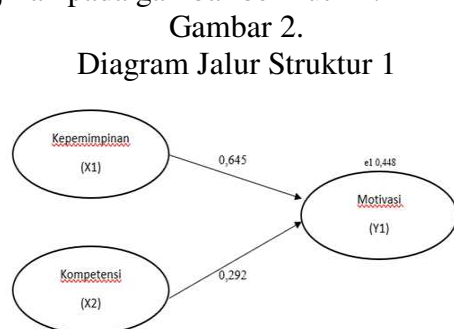 Gambar 2.
Diagram Jalur Struktur 1
Kepemimpinan
(X1)
0,645
e1 0,448
Motivasi
(Y1)
Kompetensi
(X2)
0,292